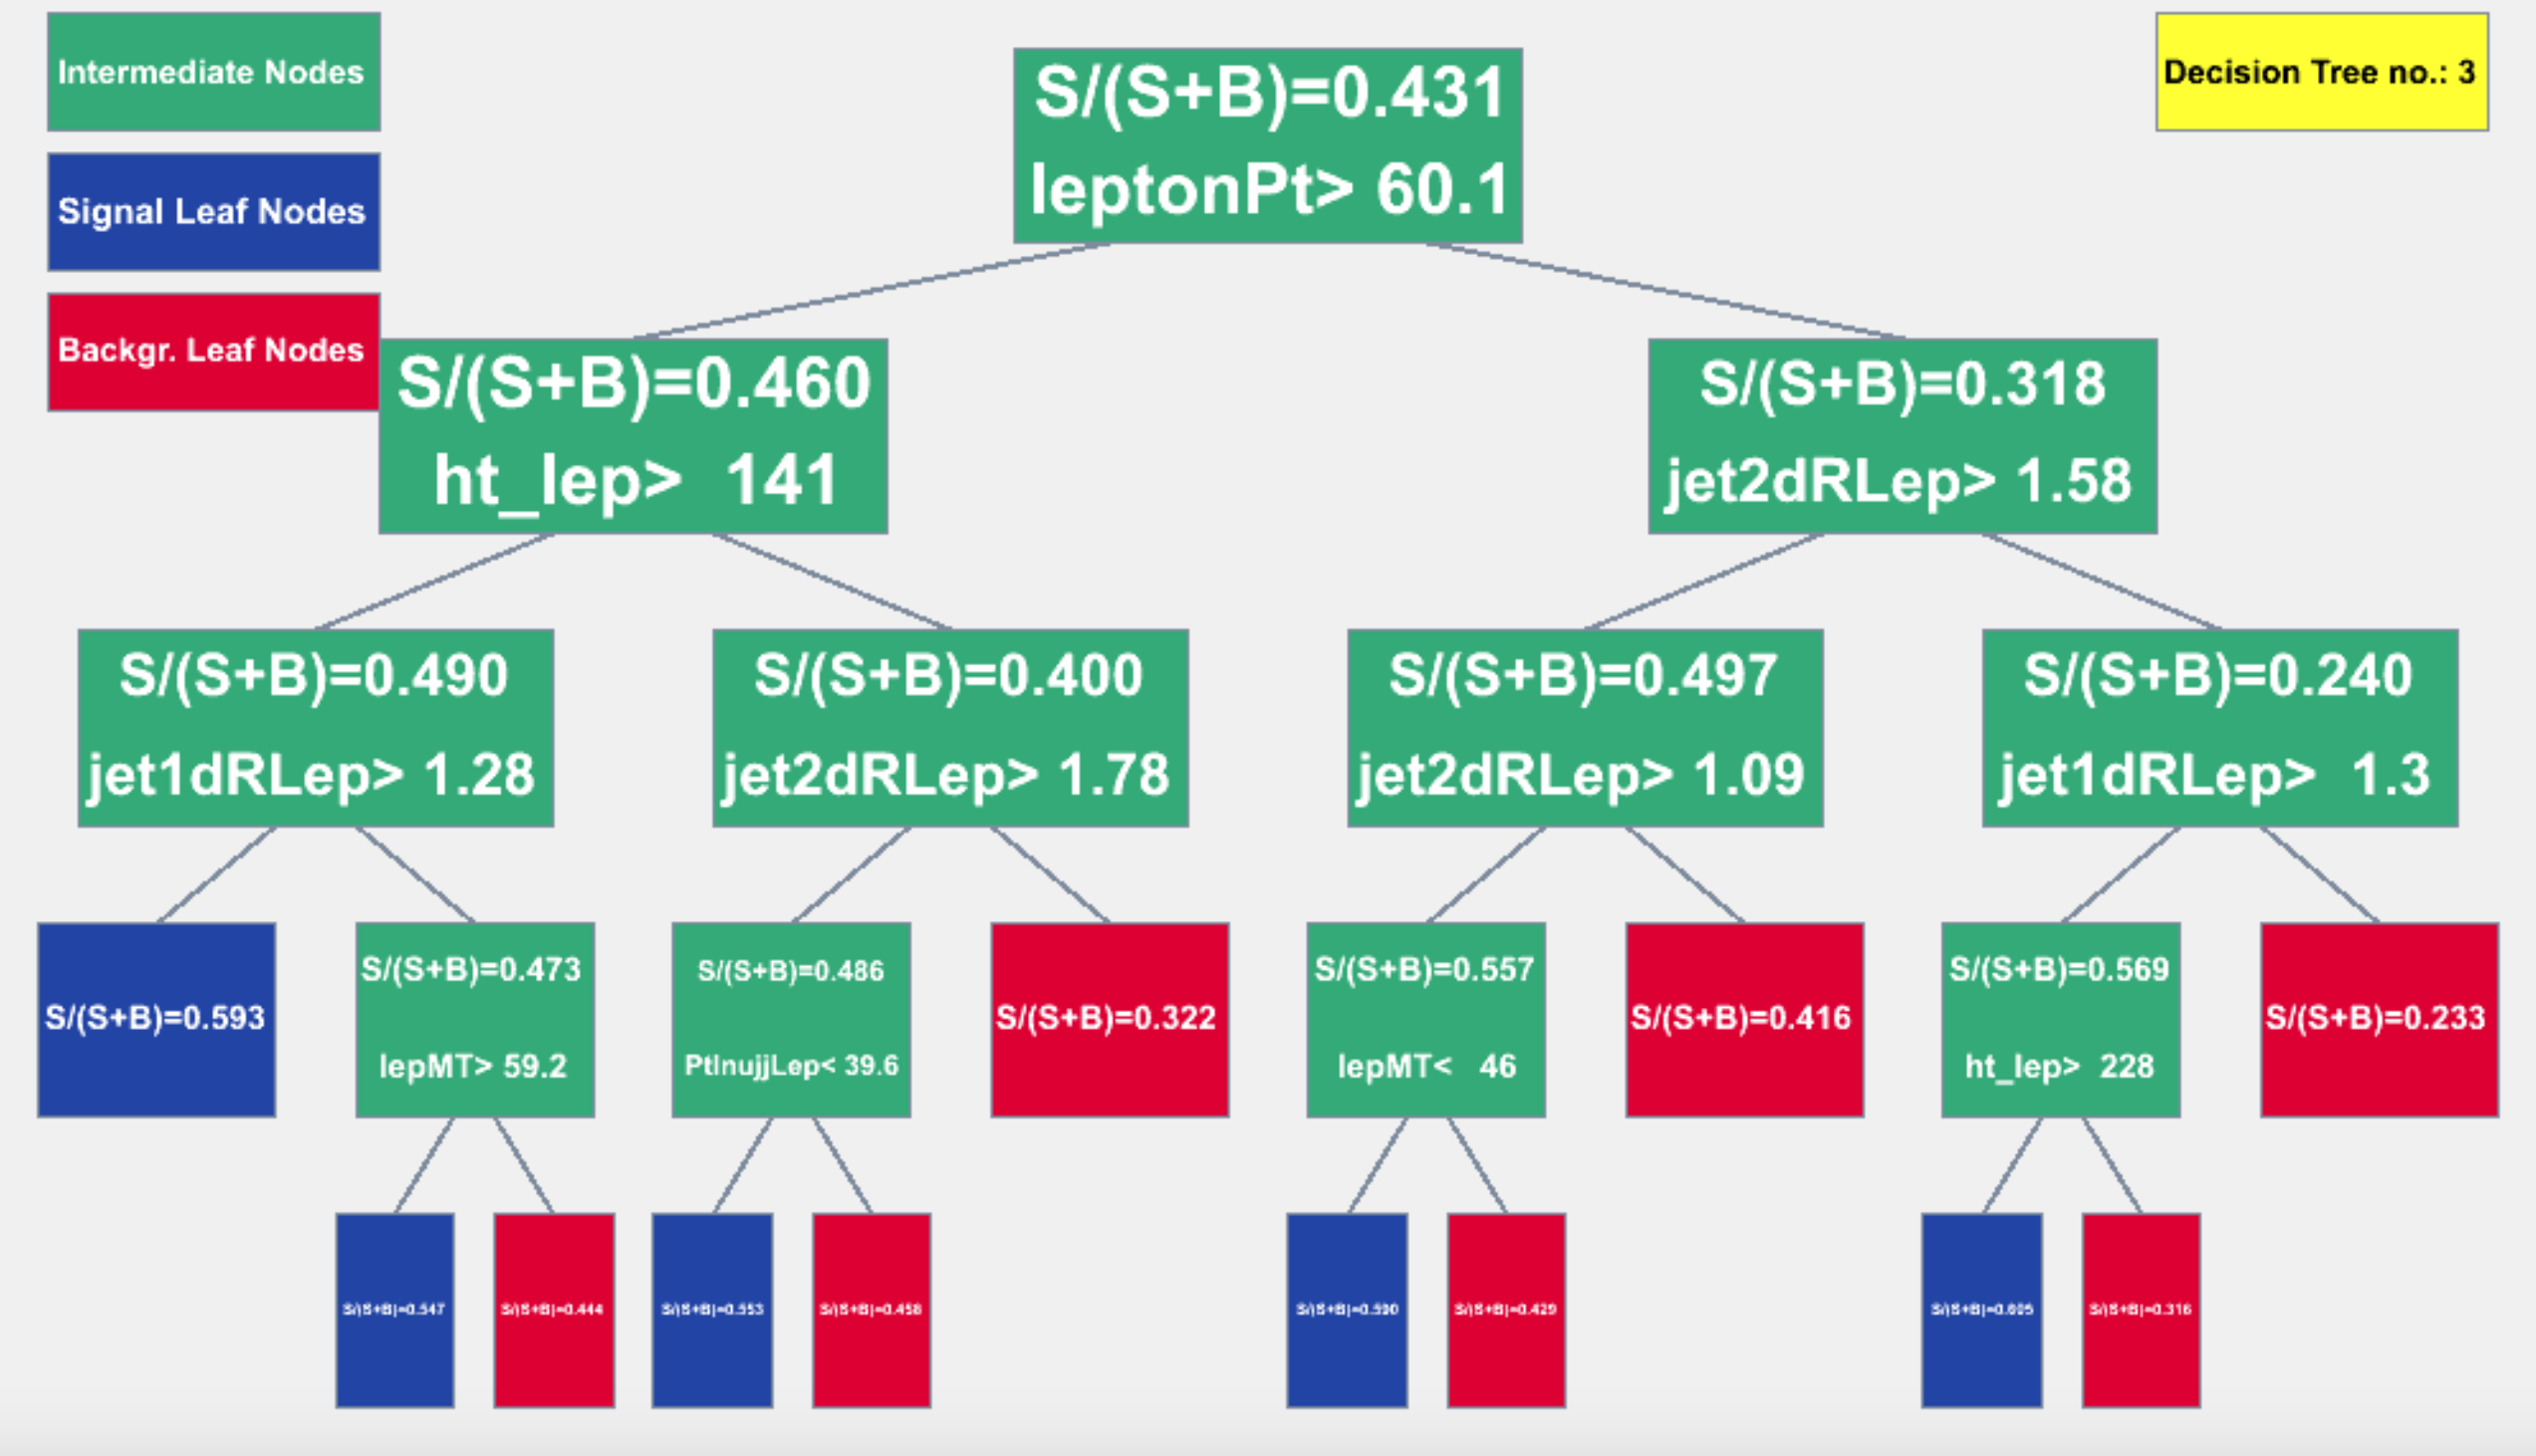 Intermediate Nodes
Signal Leaf Nodes
Backgr. Leaf Nodes
Decision Tree no.: 3
S/(S+B)=0.431
leptonPt> 60.1
S/(S+B)=0.460
ht_lep> 141
S/(S+B)=0.318
jet2dRLep> 1.58
S/(S+B)=0.490
jet1dRLep> 1.28
S/(S+B)=0.400
jet2dRLep> 1.78
S/(S+B)=0.497
jet2dRLep> 1.09
S/(S+B)=0.240
jet1dRLep> 1.3
S/(S+B)=0.593
S/(S+B)=0.473
lepMT> 59.2
S/(S+B)=0.486
PtlnujjLep< 39.6
S/(S+B)=0.322
S/(S+B)=0.557
lepMT< 46
S/(S+B)=0.416
S/(S+B)=0.569
ht_lep> 228
S/(S+B)=0.233
S/(S+B)=0.547
S/(S+B)=0.444
S/(S+B)=0.553
S/(S+B)=0.458
S/(S+B)=0.590
S/(S+B)=0.429
S/(S+B)=0.605
S/(S+B)=0.316